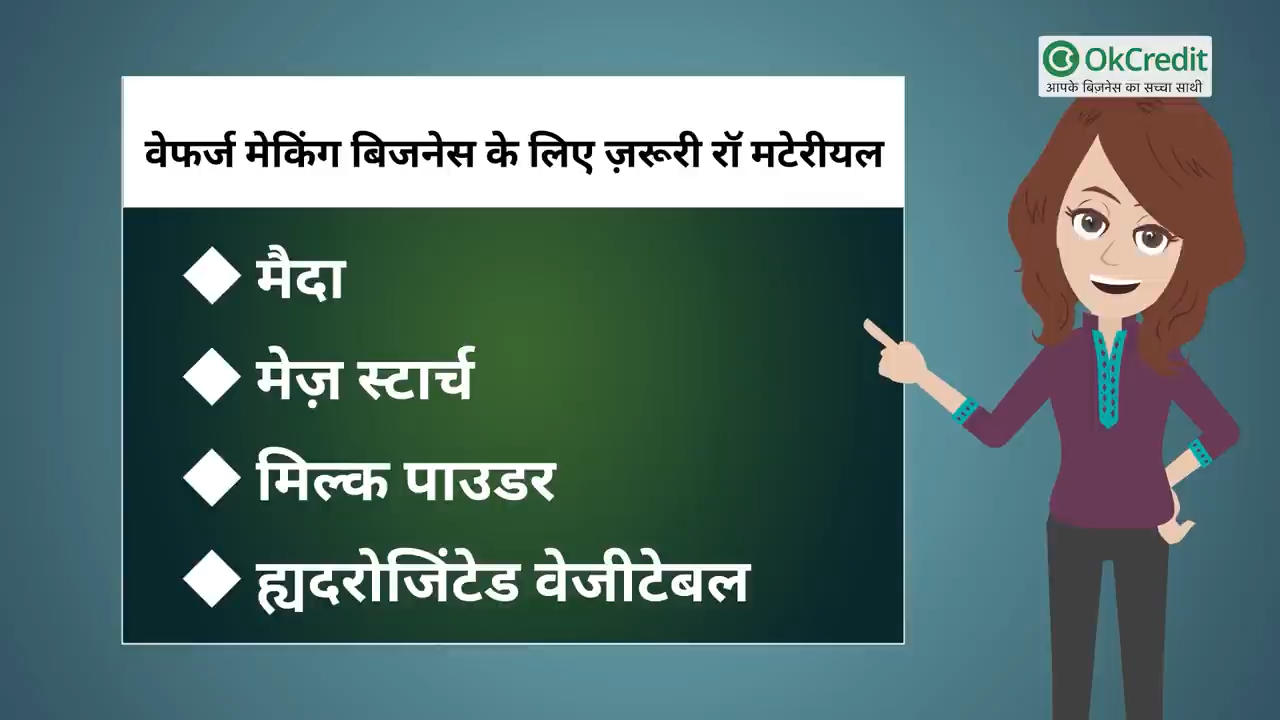 OkCredit
आपके बिज़नेस का सच्चा साथी
वेफर्ज मेकिंग बिजनेस के लिए ज़रूरी रॉ मटेरीयल
मैदा
मेज़ स्टार्च
मिल्क पाउडर
ह्यदरोजिंटेड वेजीटेबल